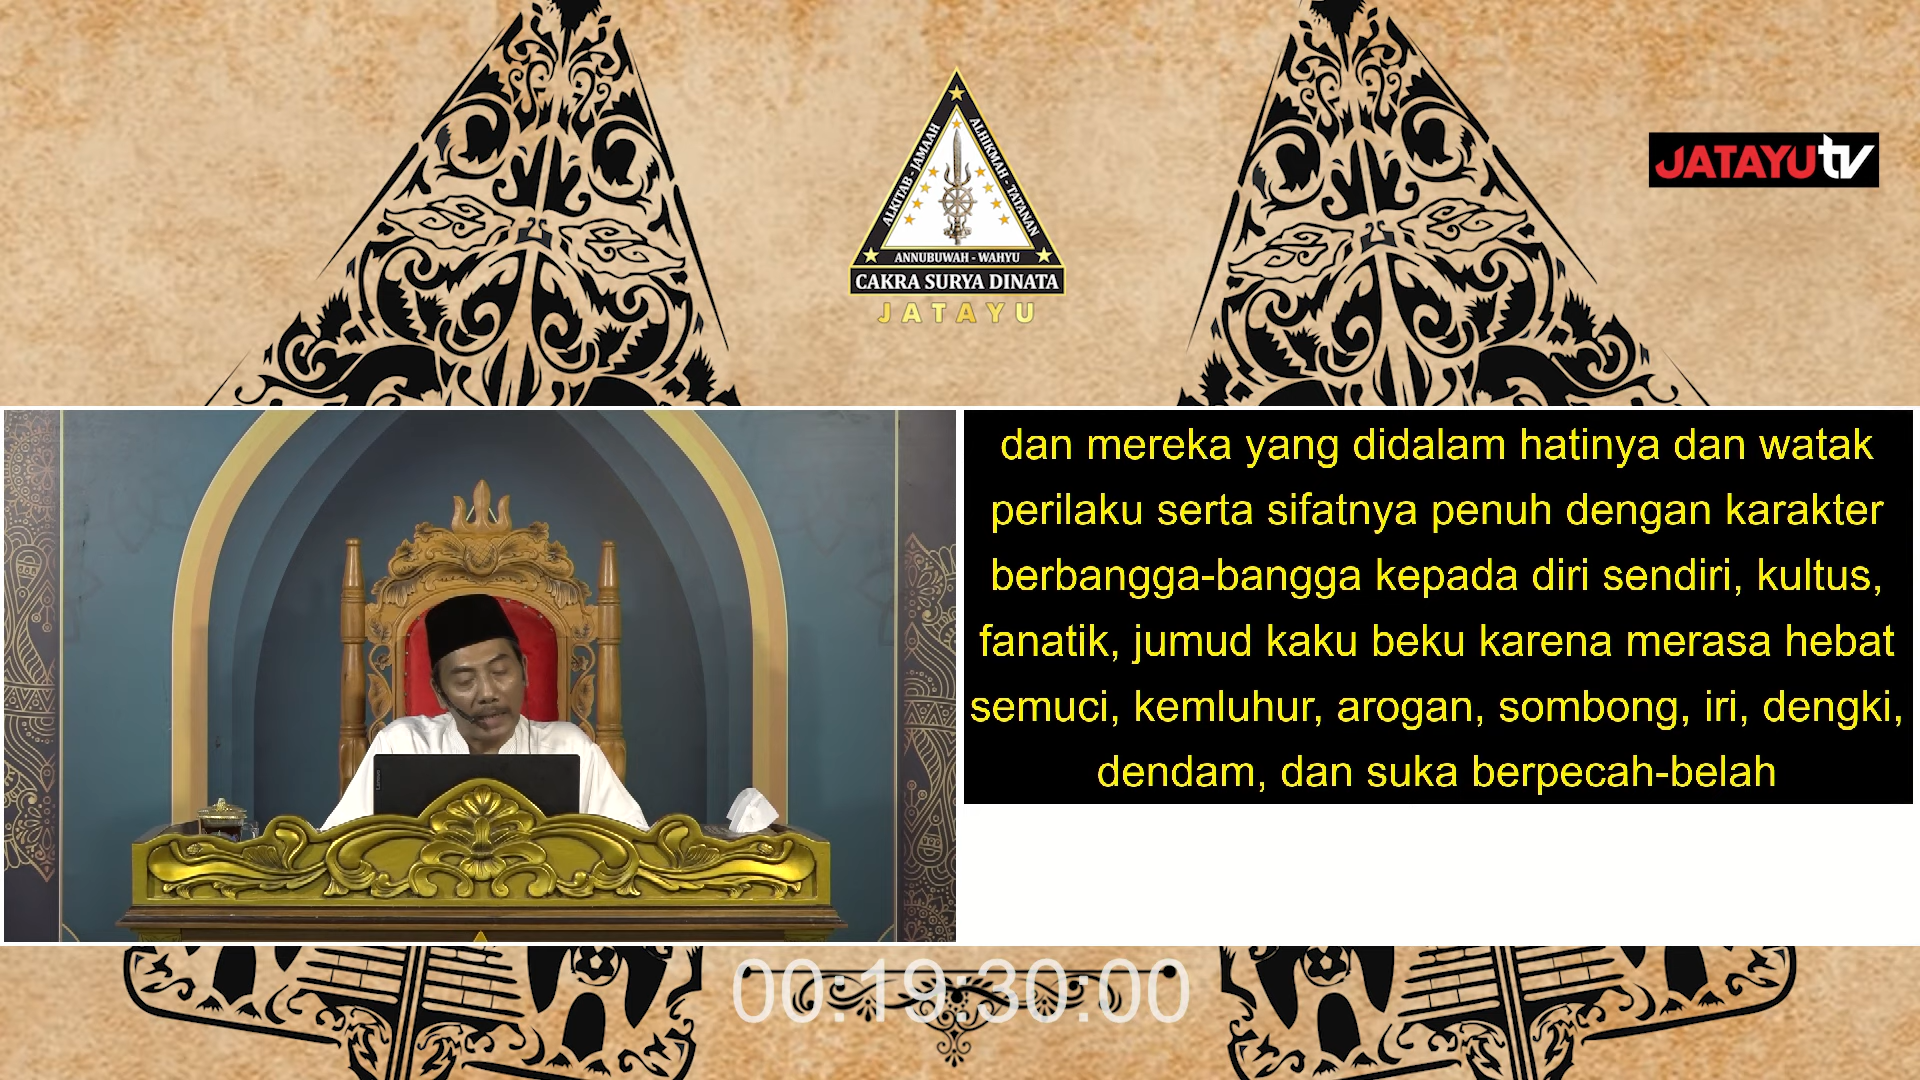 ALKITAB - JAMAAH
ALHIKMAH - TATANAN
ANNUBUWAH - WAHYU
CAKRA SURYA DINATA
JATAYU
JATAYUtv
dan mereka yang didalam hatinya dan watak
perilaku serta sifatnya penuh dengan karakter
berbangga-bangga kepada diri sendiri, kultus,
fanatik, jumud kaku beku karena merasa hebat
semuci, kemluhur, arogan, sombong, iri, dengki,
dendam, dan suka berpecah-belah
00:19:30:00